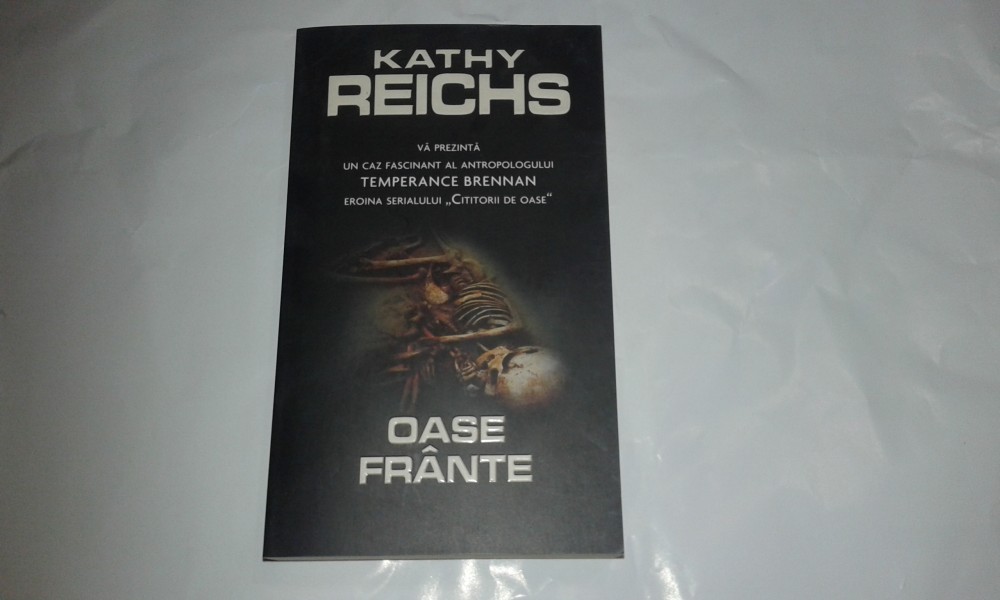 KATHY
REICHS
VĂ PREZINTĂ
UN CAZ FASCINANT AL ANTROPOLOGULUI
TEMPERANCE BRENNAN
EROINA SERIALULUI „CITITORII DE OASE“
OASE
FRÂNTE